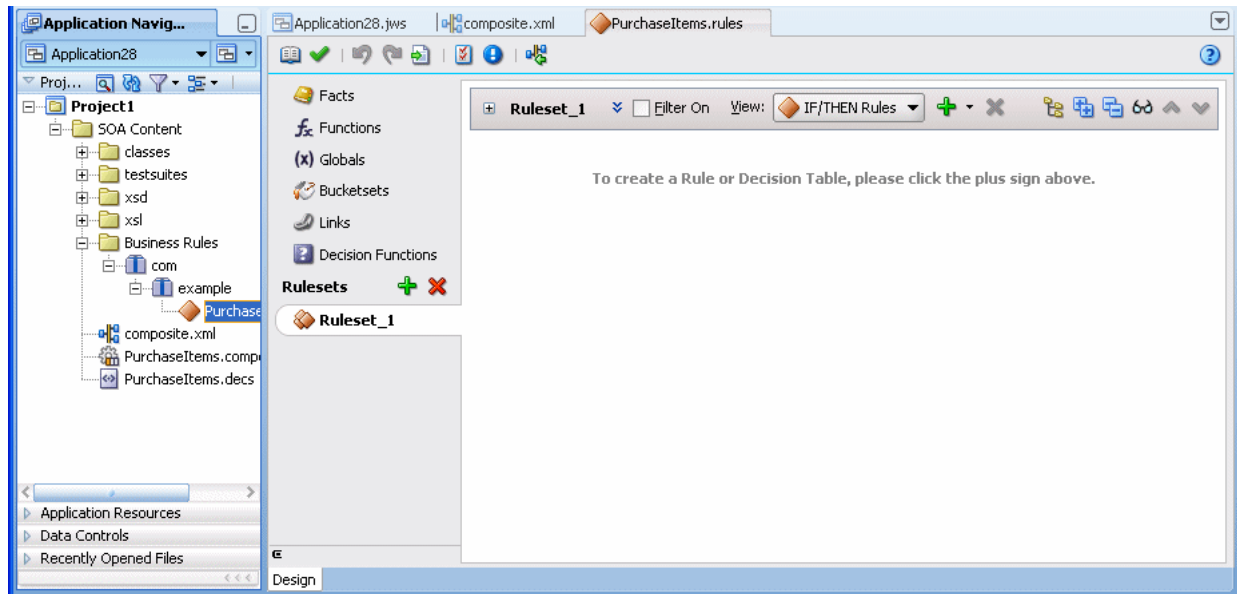 Application Navig...
Application28
Proj...
Project1
SOA Content
classes
testsuites
xsd
xsl
Business Rules
com
example
Purchase
composite.xml
PurchaseItems.compo
PurchaseItems.decs
Application Resources
Data Controls
Recently Opened Files
Application28.jws
composite.xml
PurchaseItems.rules
Facts
Functions
Globals
Bucketsets
Links
Decision Functions
Rulesets
Ruleset_1
Ruleset_1 Filter On View: IF/THEN Rules
To create a Rule or Decision Table, please click the plus sign above.
Design